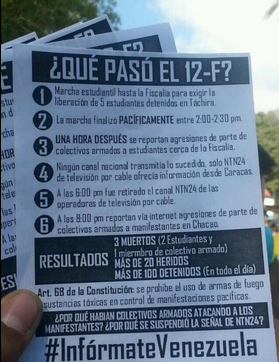 ¿QUÉ PASÓ EL 12-F?
1 Marcha estudiantil hasta la Fiscalía para exigir la
liberación de 5 estudiantes detenidos en Táchira.
2 La marcha finalizó PACÍFICAMENTE entre 2:00-2:30 pm.
3 UNA HORA DESPUÉS se reportan agresiones de parte de
colectivos armados a estudiantes cerca de la Fiscalía.
4 Ningún canal nacional transmitía lo sucedido, sólo NTN24
de televisión por cable ofrecía información desde Caracas.
5 A las 6:00 pm fue retirado el canal NTN24 de las
operadoras de televisión por cable.
6 A las 8:00 pm reportan vía internet agresiones de parte de
colectivos armados a manifestantes en Chacao.
RESULTADOS
3 MUERTOS (2 Estudiantes y
1 miembro de colectivo armado)
MÁS DE 20 HERIDOS
MÁS DE 100 DETENIDOS (En todo el día)
Art. 68 de la Constitución: se prohíbe el uso de armas de fuego
sustancias tóxicas en control de manifestaciones pacíficas.
¿POR QUÉ HABÍAN COLECTIVOS ARMADOS ATACANDO A LOS
MANIFESTANTES? ¿POR QUÉ SE SUSPENDIÓ LA SEÑAL DE NTN24?
#InfórmateVenezuela